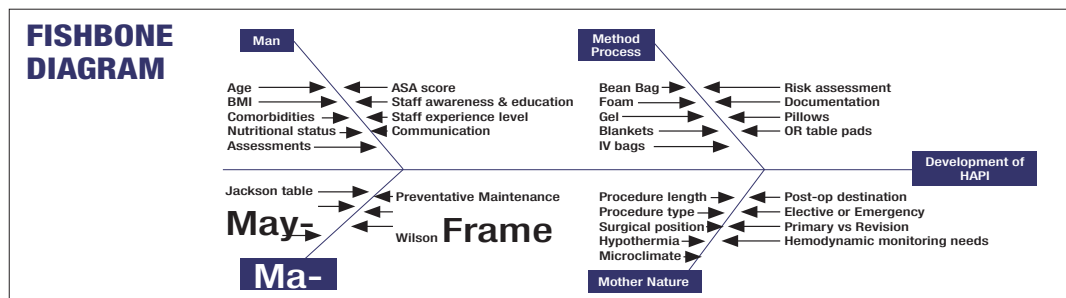 FISHBONE
DIAGRAM
Man
Age
BMI
Comorbidities
Nutritional status
Assessments
ASA score
Staff awareness & education
Staff experience level
Communication
Method
Process
Bean Bag
Foam
Gel
Blankets
IV bags
Risk assessment
Documentation
Pillows
OR table pads
Development of
HAPI
Jackson table
May-
Preventative Maintenance
Wilson Frame
Ma-
Procedure length
Procedure type
Surgical position
Hypothermia
Microclimate
Post-op destination
Elective or Emergency
Primary vs Revision
Hemodynamic monitoring needs
Mother Nature